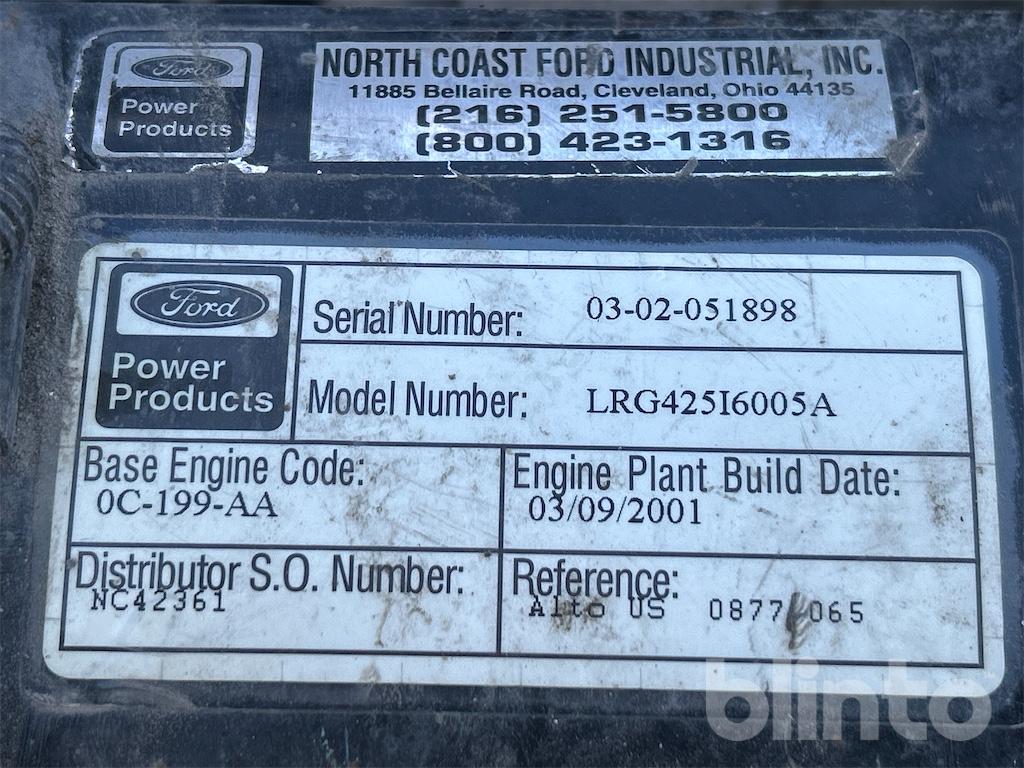 Ford
Power
Products
NORTH COAST FORD INDUSTRIAL, INC.
11885 Bellaire Road, Cleveland, Ohio 44135
(216) 251-5800
(800) 423-1316
Ford
Power
Products
Serial Number: 03-02-051898
Model Number: LRG425I6005A
Base Engine Code:
0C-199-AA
Engine Plant Build Date:
03/09/2001
Distributor S.O. Number:
NC42361
Reference:
Alto US
blinto